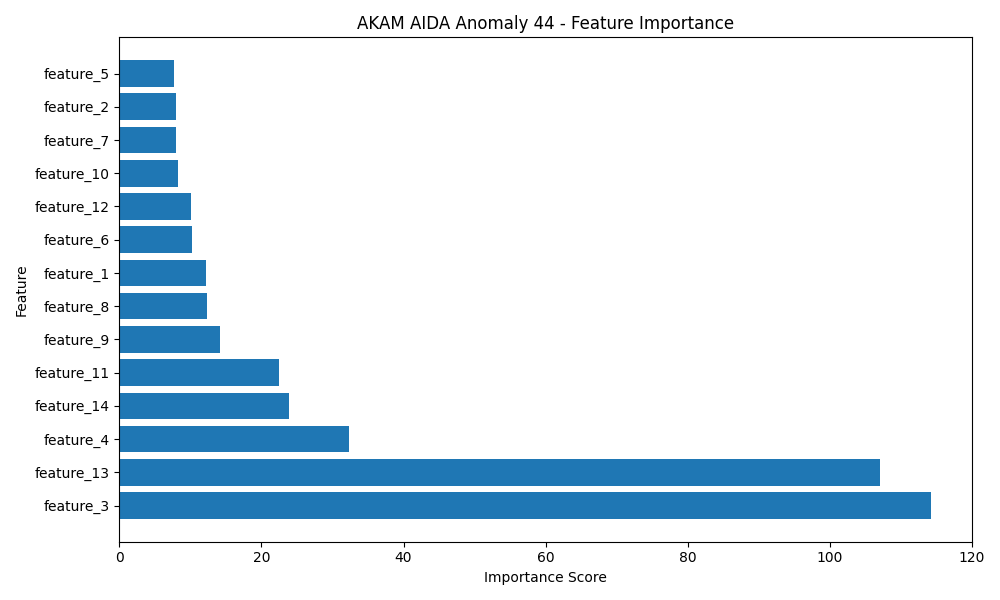 AKAM AIDA Anomaly 44 - Feature Importance
feature_5
feature_2
feature_7
feature_10
feature_12
feature_6
feature_1
feature_8
feature_9
feature_11
feature_14
feature_4
feature_13
feature_3
Feature
0 20 40 60 80 100 120
Importance Score